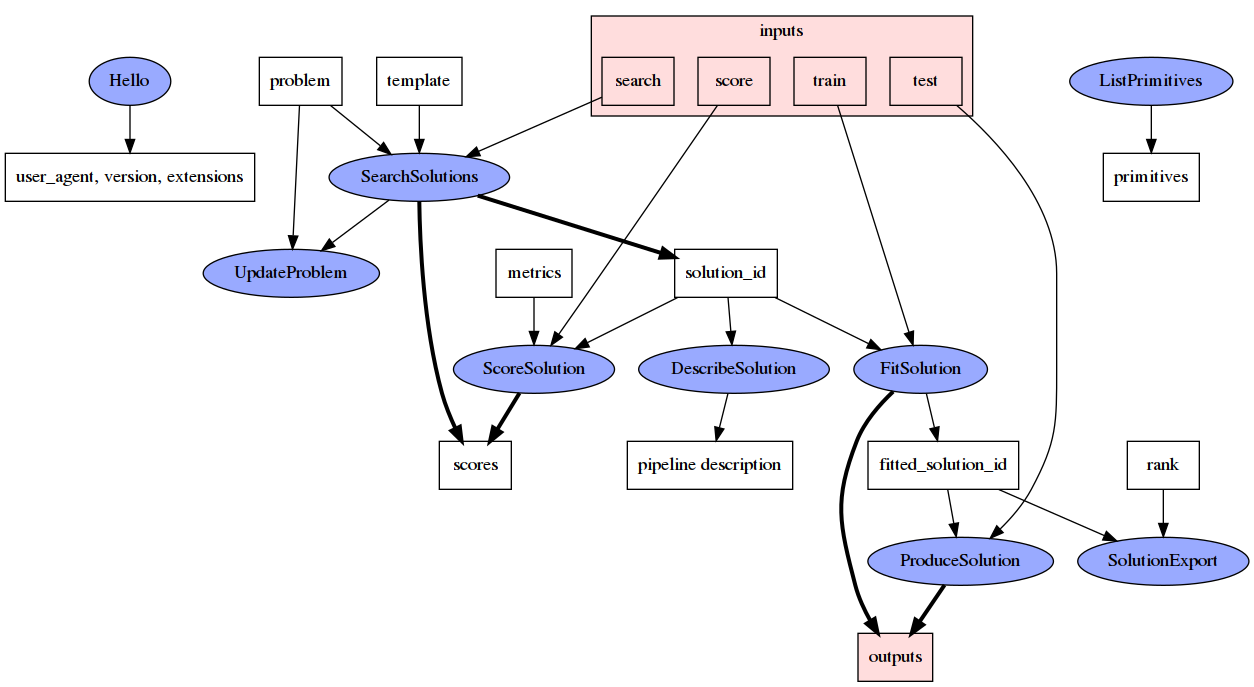 inputs
Hello
problem
template
search
score
train
test
ListPrimitives
user_agent, version, extensions
SearchSolutions
primitives
UpdateProblem
metrics
solution_id
ScoreSolution
DescribeSolution
FitSolution
scores
pipeline description
fitted_solution_id
rank
ProduceSolution
SolutionExport
outputs